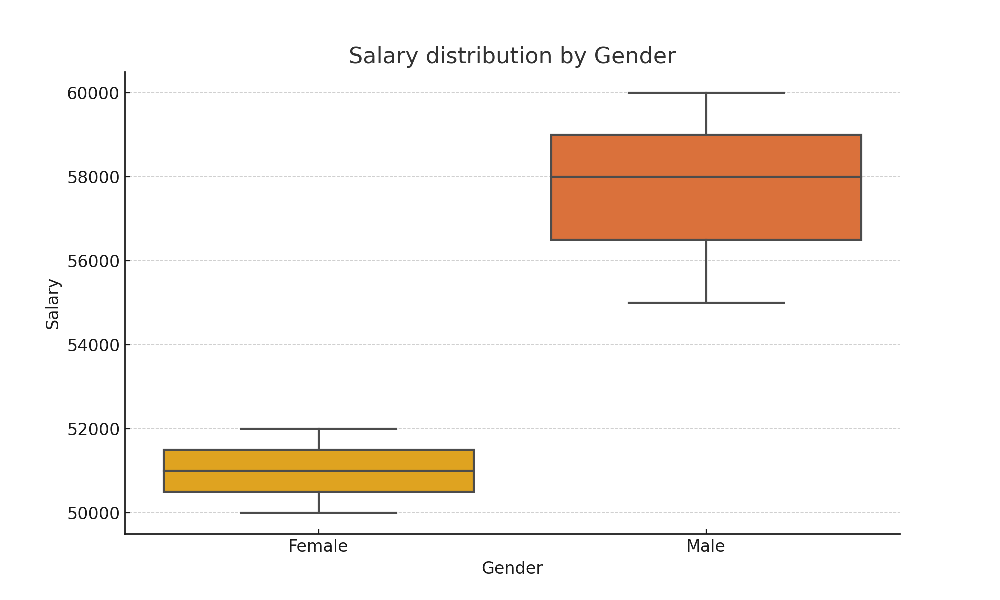 Salary distribution by Gender
60000
58000
56000
54000
52000
50000
Salary
Female
Male
Gender